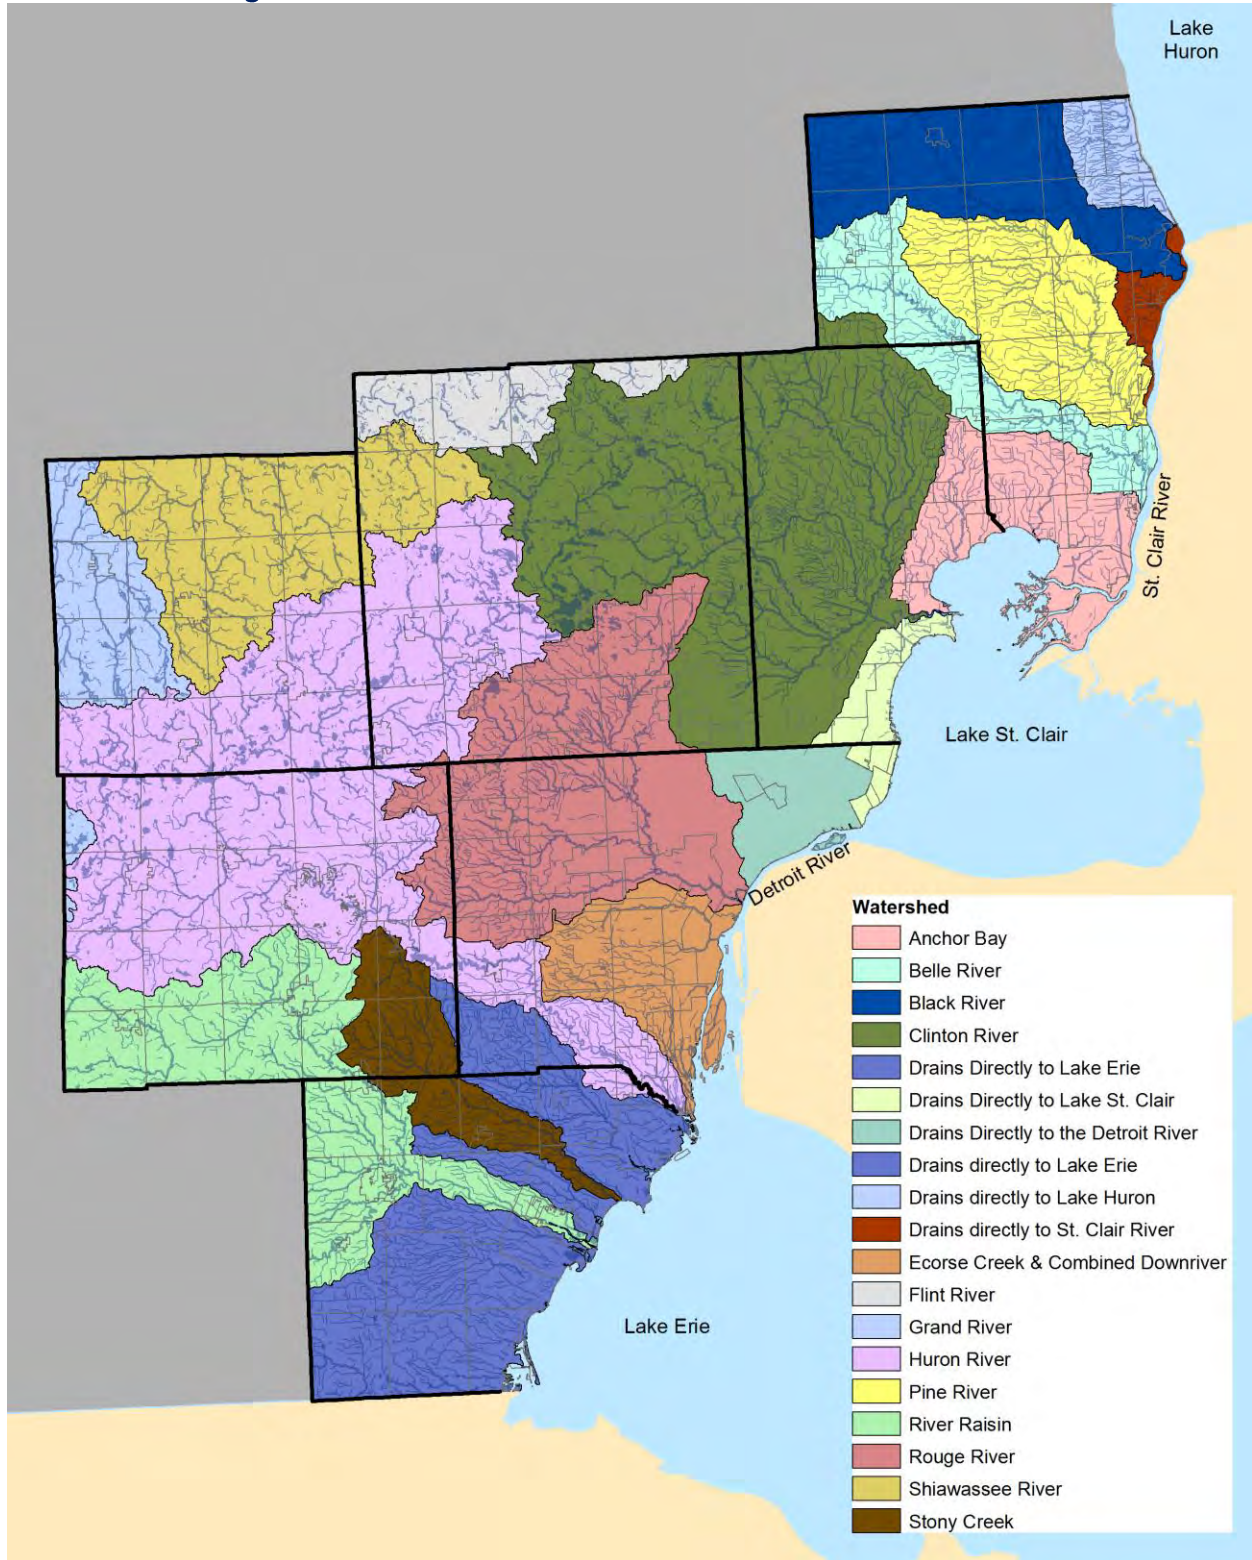 Lake
Huron
St. Clair River
Lake St. Clair
Detroit River
Lake Erie
Watershed
Anchor Bay
Belle River
Black River
Clinton River
Drains Directly to Lake Erie
Drains Directly to Lake St. Clair
Drains Directly to the Detroit River
Drains directly to Lake Erie
Drains directly to Lake Huron
Drains directly to St. Clair River
Ecorse Creek & Combined Downriver
Flint River
Grand River
Huron River
Pine River
River Raisin
Rouge River
Shiawassee River
Stony Creek